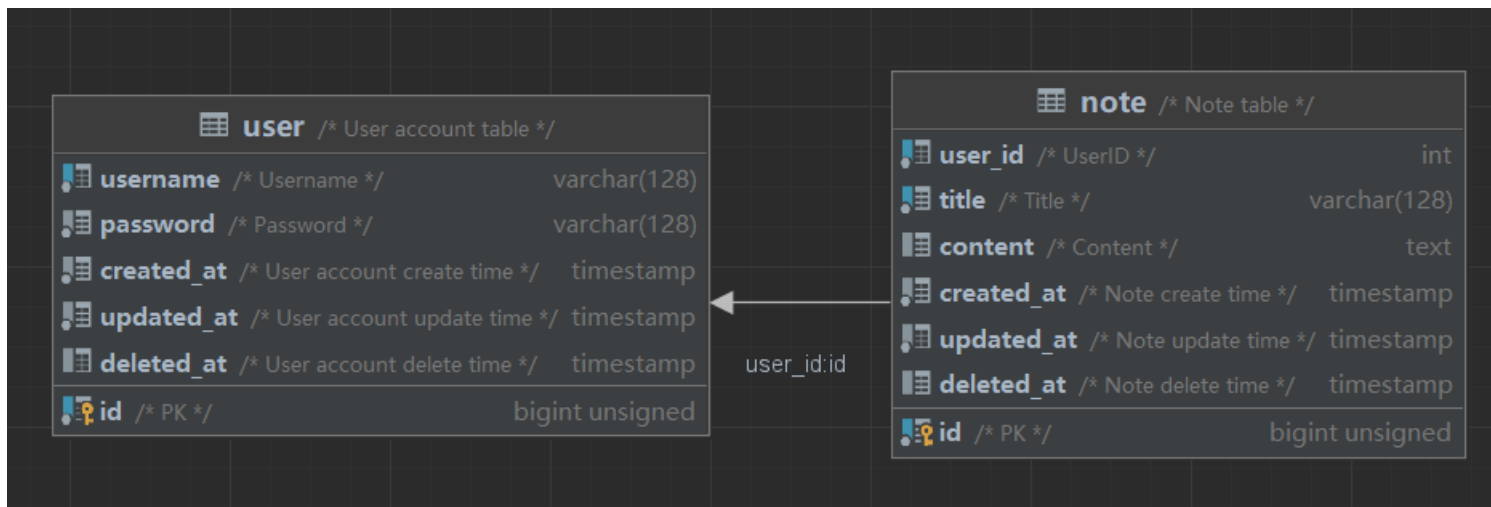 user /* User account table */
username /* Username */ varchar(128)
password /* Password */ varchar(128)
created_at /* User account create time */ timestamp
updated_at /* User account update time */ timestamp
deleted_at /* User account delete time */ timestamp
id /* PK */ bigint unsigned
user_id:id
note /* Note table */
user_id /* UserID */ int
title /* Title */ varchar(128)
content /* Content */ text
created_at /* Note create time */ timestamp
updated_at /* Note update time */ timestamp
deleted_at /* Note delete time */ timestamp
id /* PK */ bigint unsigned